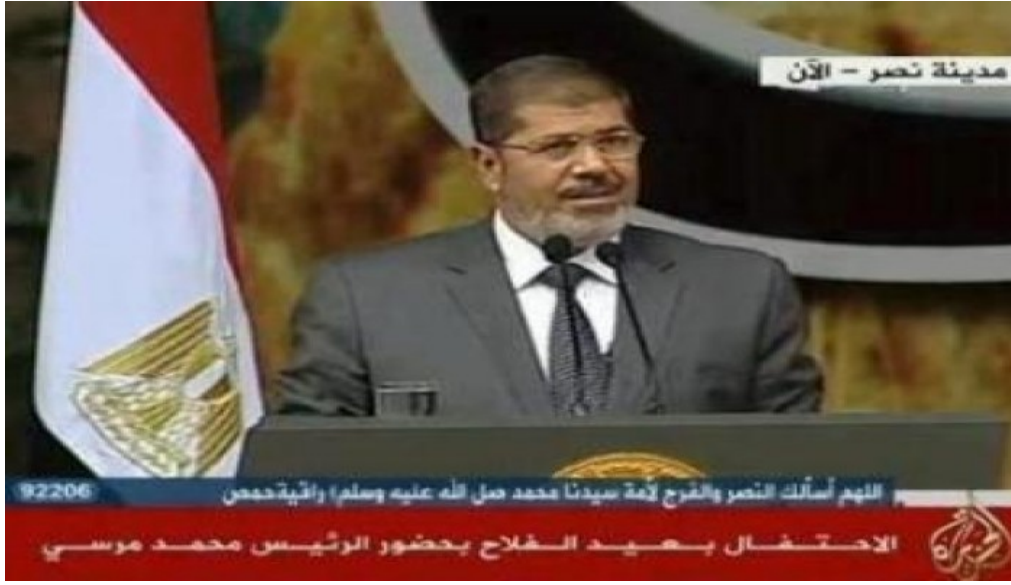 مدينة نصر – الآن
اللهم أسألك النصر والفرج لأمة سيدنا محمد صل الله عليه وسلم؛ راقيةحمص
92206
الاحتفال بعيد الفلاح بحضور الرئيس محمد مرسي
الجزيرة